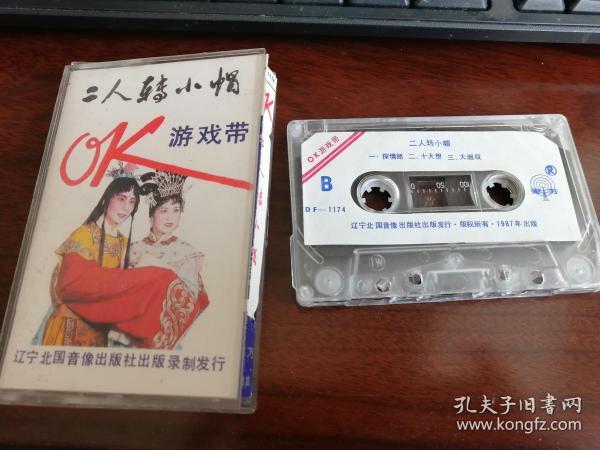 二人转小帽
OK
游戏带
辽宁北国音像出版社出版录制发行
OK游戏带
二人转小帽
一·探情郎 二·十大想 三·大烟叹
B
DF-1174
0 50 100
辽宁北国音像出版社出版发行·版权所有·1987年出版
孔夫子旧书网
www.kongfz.com